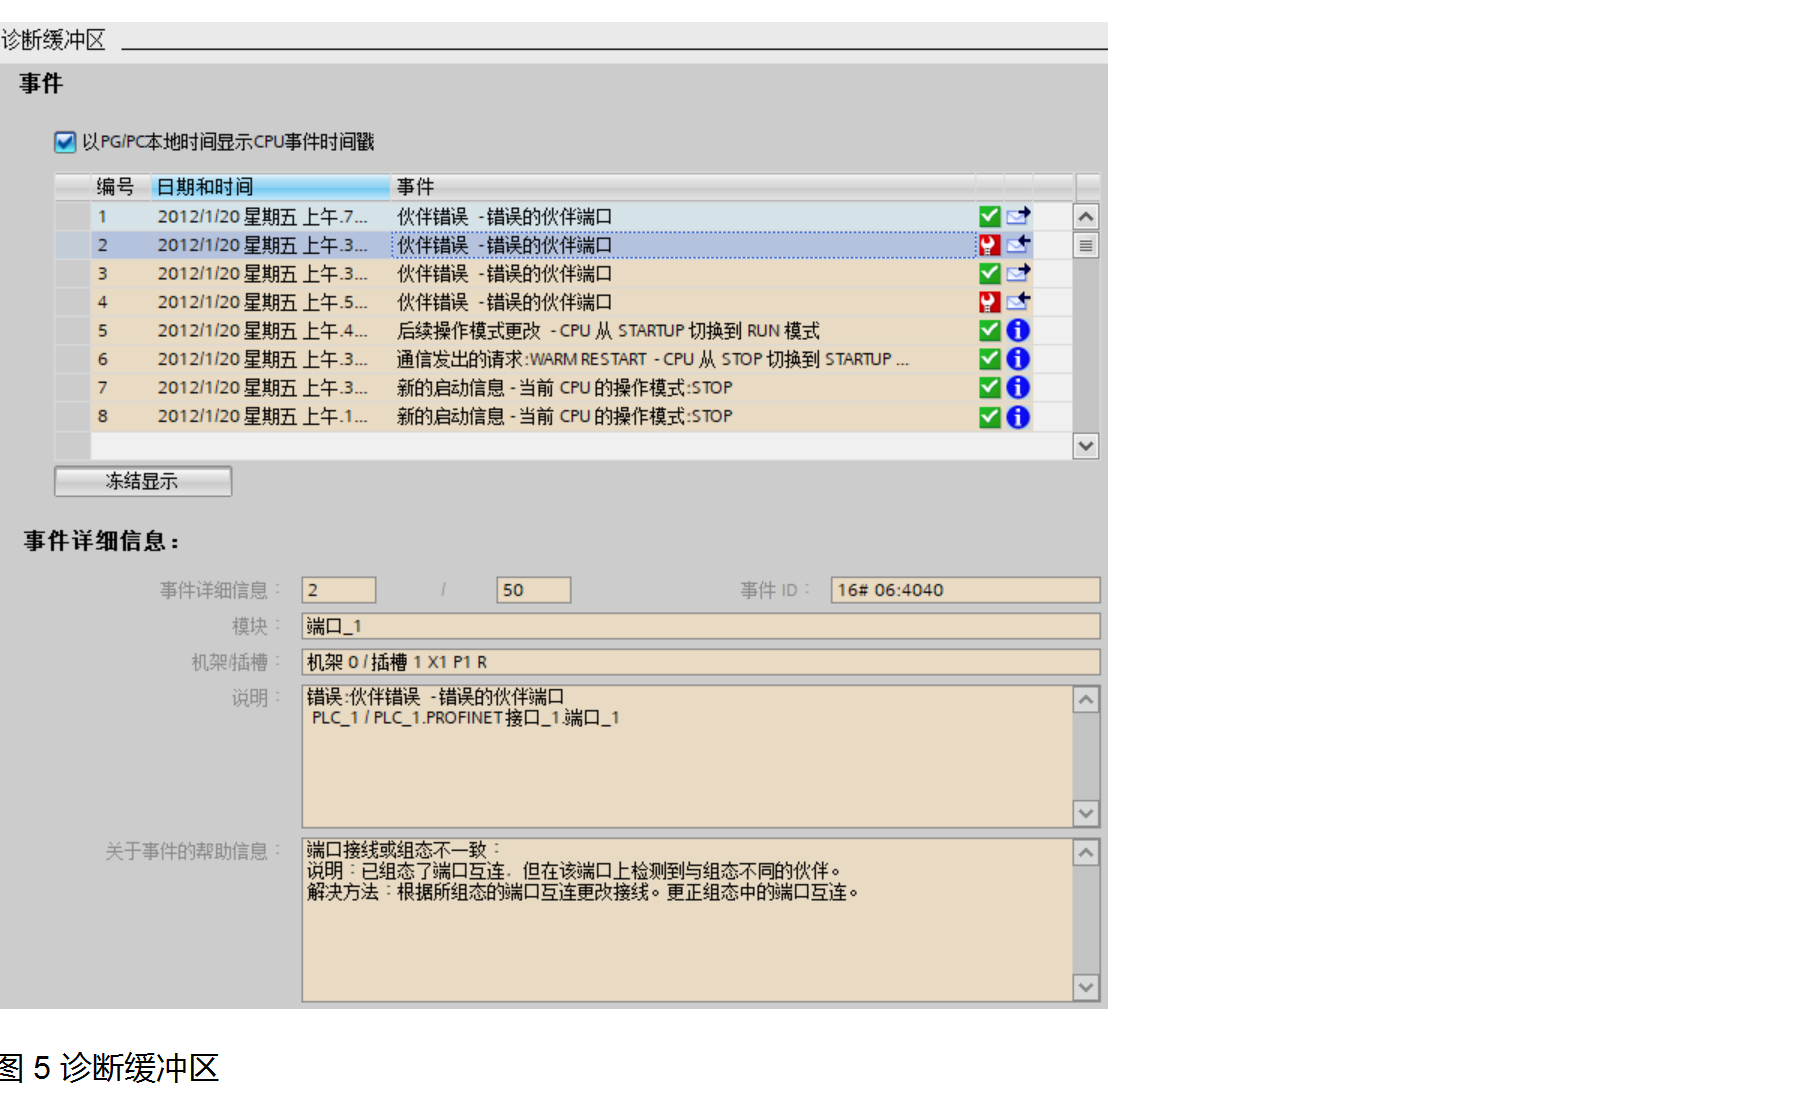 诊断缓冲区
事件
以PG/PC本地时间显示CPU事件时间戳
编号 日期和时间 事件
1 2012/1/20 星期五 上午.7... 伙伴错误 -错误的伙伴端口
2 2012/1/20 星期五 上午.3... 伙伴错误 -错误的伙伴端口
3 2012/1/20 星期五 上午.3... 伙伴错误 -错误的伙伴端口
4 2012/1/20 星期五 上午.5... 伙伴错误 -错误的伙伴端口
5 2012/1/20 星期五 上午.4... 后续操作模式更改 - CPU 从 STARTUP 切换到 RUN 模式
6 2012/1/20 星期五 上午.3... 通信发出的请求:WARM RESTART - CPU 从 STOP 切换到 STARTUP ...
7 2012/1/20 星期五 上午.3... 新的启动信息 - 当前 CPU 的操作模式:STOP
8 2012/1/20 星期五 上午.1... 新的启动信息 - 当前 CPU 的操作模式:STOP
冻结显示
事件详细信息：
事件详细信息： 2 / 50 事件 ID： 16# 06:4040
模块： 端口_1
机架/插槽： 机架 0 / 插槽 1 X1 P1 R
说明： 错误:伙伴错误 -错误的伙伴端口
PLC_1 / PLC_1.PROFINET接口_1.端口_1
关于事件的帮助信息： 端口接线或组态不一致：
说明：已组态了端口互连，但在该端口上检测到与组态不同的伙伴。
解决方法：根据所组态的端口互连更改接线。更正组态中的端口互连。
图 5 诊断缓冲区